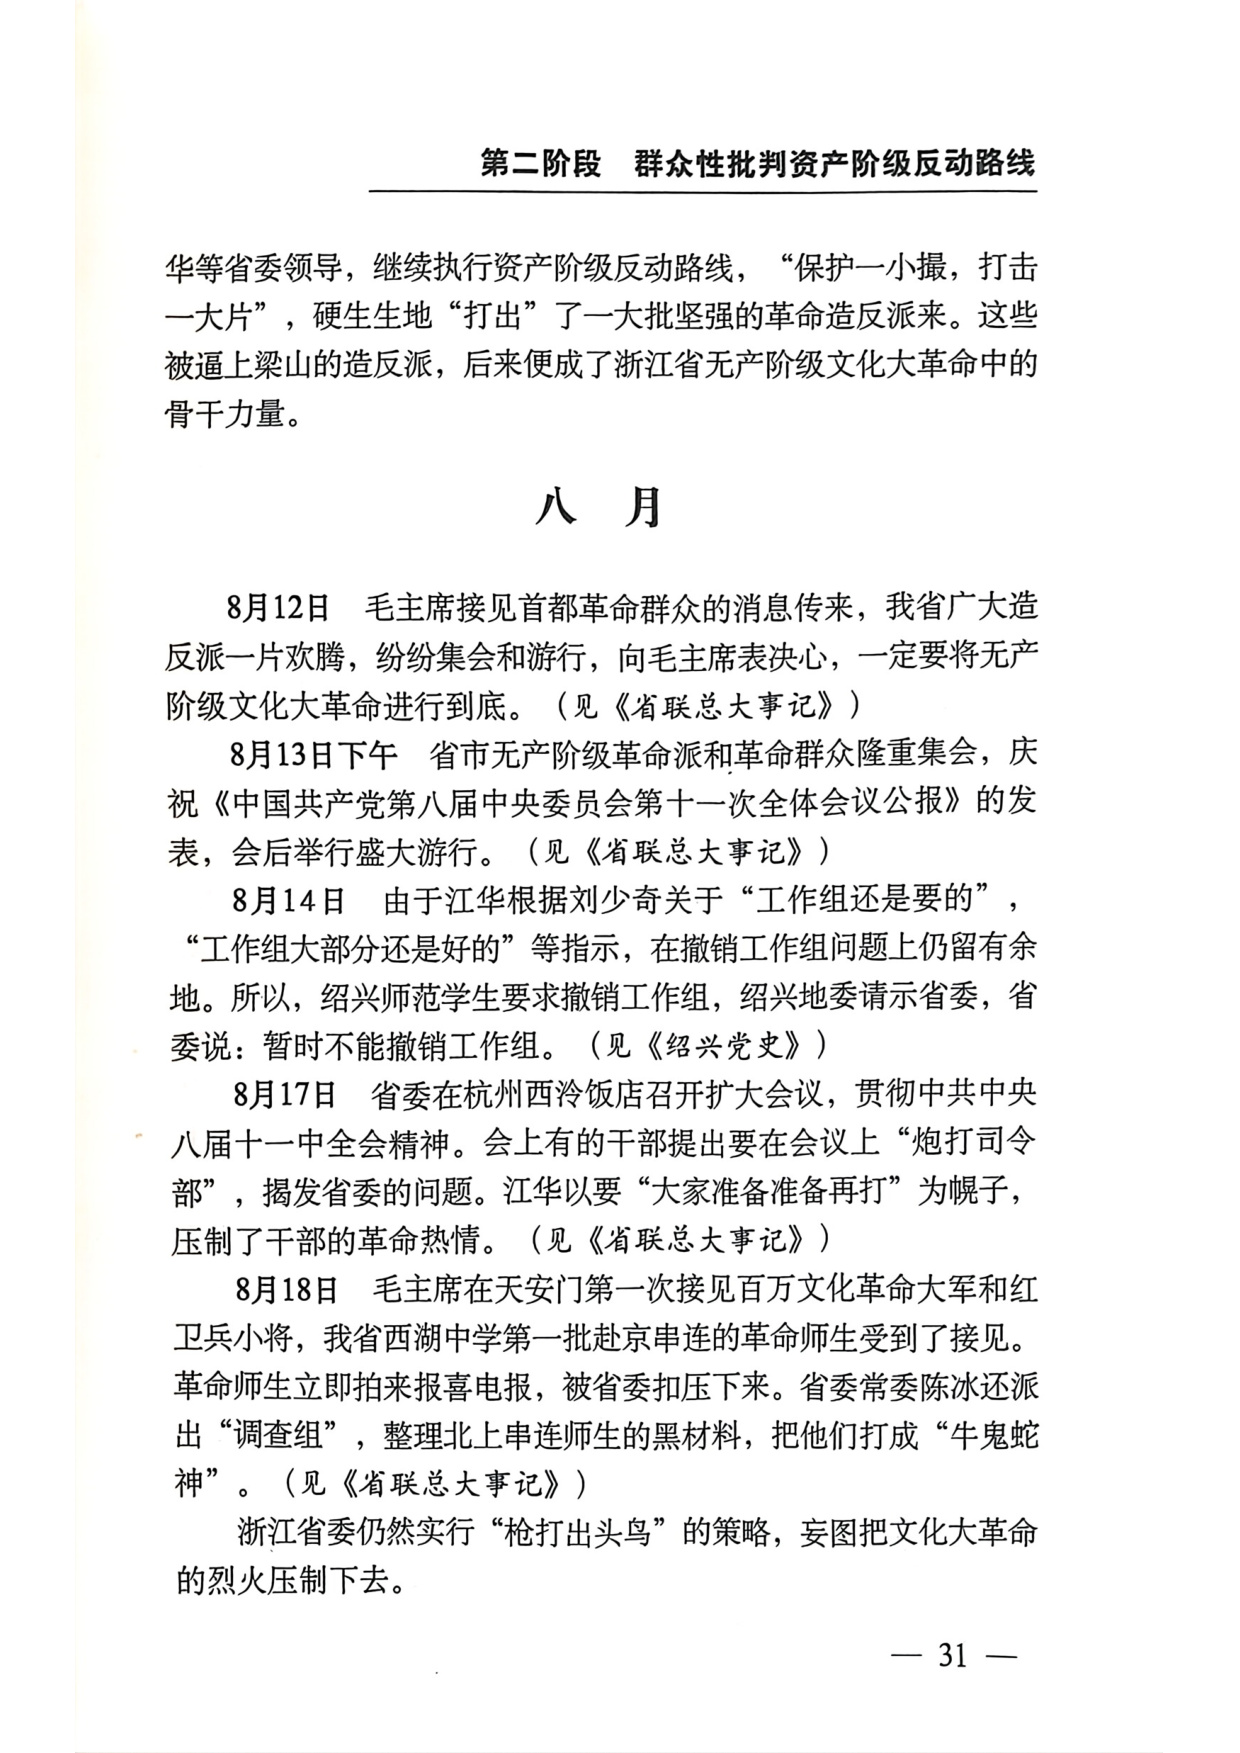 第二阶段　群众性批判资产阶级反动路线
华等省委领导，继续执行资产阶级反动路线，“保护一小撮，打击
一大片”，硬生生地“打出”了一大批坚强的革命造反派来。这些
被逼上梁山的造反派，后来便成了浙江省无产阶级文化大革命中的
骨干力量。
八　月
8月12日　毛主席接见首都革命群众的消息传来，我省广大造
反派一片欢腾，纷纷集会和游行，向毛主席表决心，一定要将无产
阶级文化大革命进行到底。（见《省联总大事记》）
8月13日下午　省市无产阶级革命派和革命群众隆重集会，庆
祝《中国共产党第八届中央委员会第十一次全体会议公报》的发
表，会后举行盛大游行。（见《省联总大事记》）
8月14日　由于江华根据刘少奇关于“工作组还是要的”，
“工作组大部分还是好的”等指示，在撤销工作组问题上仍留有余
地。所以，绍兴师范学生要求撤销工作组，绍兴地委请示省委，省
委说：暂时不能撤销工作组。（见《绍兴党史》）
8月17日　省委在杭州西泠饭店召开扩大会议，贯彻中共中央
八届十一中全会精神。会上有的干部提出要在会议上“炮打司令
部”，揭发省委的问题。江华以要“大家准备准备再打”为幌子，
压制了干部的革命热情。（见《省联总大事记》）
8月18日　毛主席在天安门第一次接见百万文化革命大军和红
卫兵小将，我省西湖中学第一批赴京串连的革命师生受到了接见。
革命师生立即拍来报喜电报，被省委扣压下来。省委常委陈冰还派
出“调查组”，整理北上串连师生的黑材料，把他们打成“牛鬼蛇
神”。（见《省联总大事记》）
浙江省委仍然实行“枪打出头鸟”的策略，妄图把文化大革命
的烈火压制下去。
— 31 —